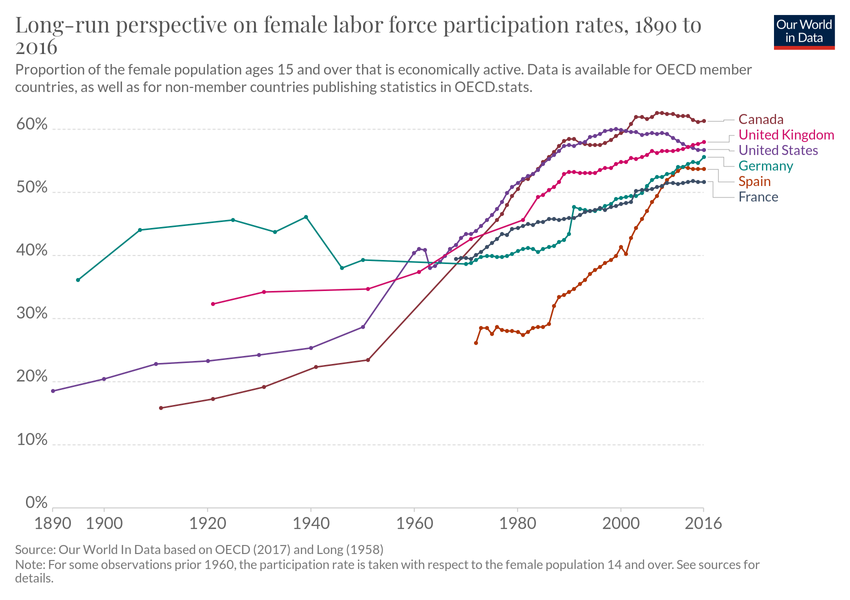 Long-run perspective on female labor force participation rates, 1890 to
2016
Our World
in Data
Proportion of the female population ages 15 and over that is economically active. Data is available for OECD member
countries, as well as for non-member countries publishing statistics in OECD.stats.
60%
50%
40%
30%
20%
10%
0%
1890 1900 1920 1940 1960 1980 2000 2016
Canada
United Kingdom
United States
Germany
Spain
France
Source: Our World In Data based on OECD (2017) and Long (1958)
Note: For some observations prior 1960, the participation rate is taken with respect to the female population 14 and over. See sources for
details.